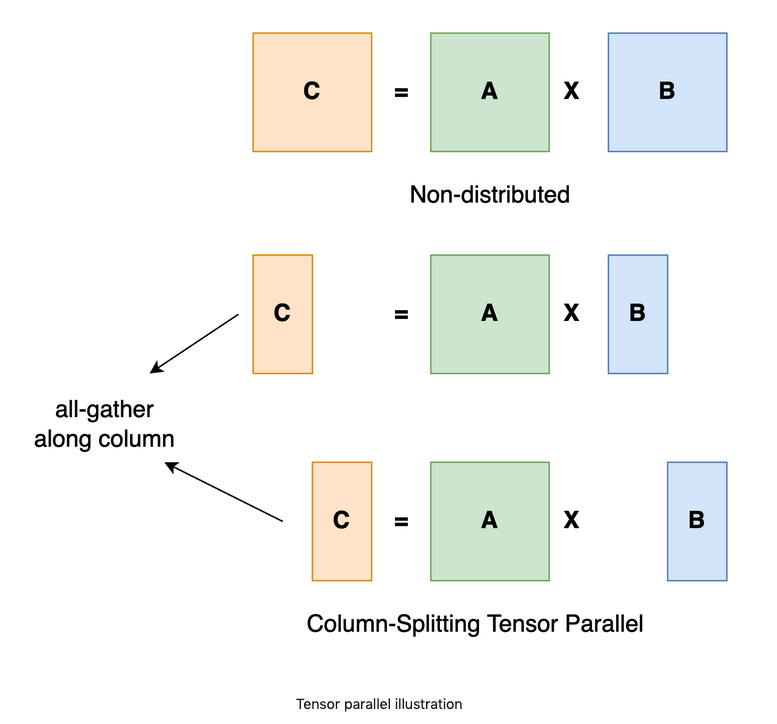 C = A X B
Non-distributed
C = A X B
all-gather
along column
C = A X B
Column-Splitting Tensor Parallel
Tensor parallel illustration